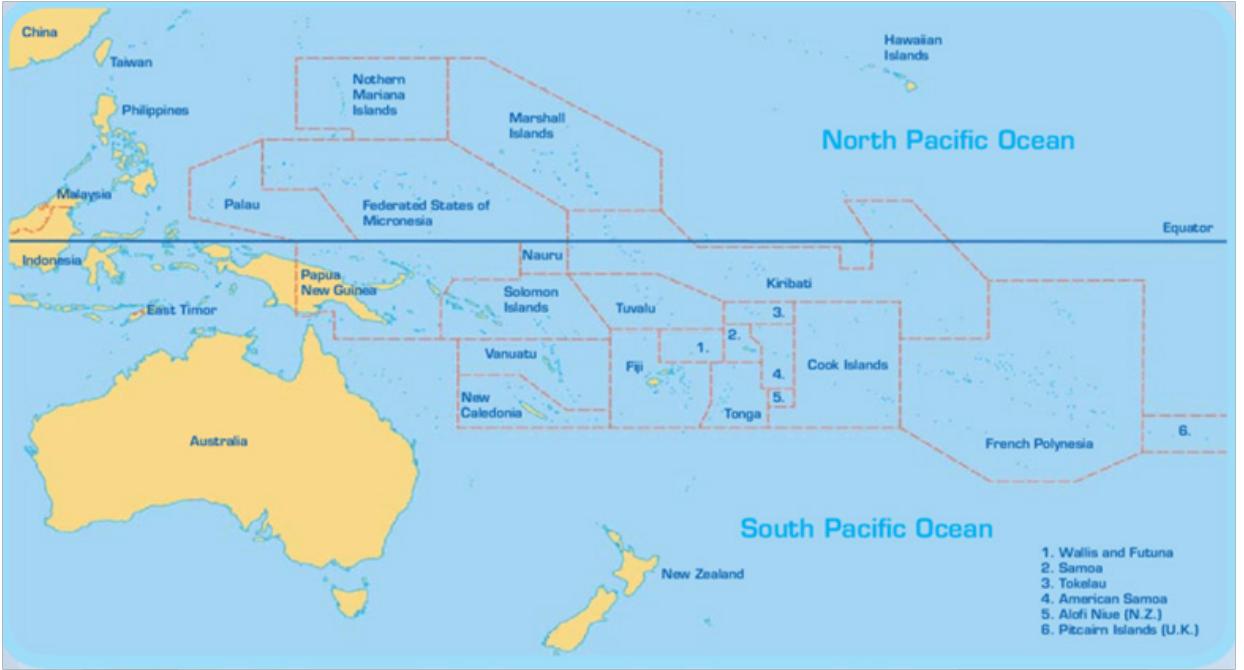 China
Taiwan
Philippines
Malaysia
Indonesia
East Timor
Palau
Nothern
Mariana
Islands
Marshall
Islands
Federated States of
Micronesia
Hawaiian
Islands
North Pacific Ocean
Equator
Nauru
Papua
New Guinea
Solomon
Islands
Tuvalu
Kiribati
3.
2.
1.
Vanuatu
Fiji
Cook Islands
4.
5.
New
Caledonia
Tonga
Australia
French Polynesia
6.
South Pacific Ocean
New Zealand
1. Wallis and Futuna
2. Samoa
3. Tokelau
4. American Samoa
5. Alofi Niue (N.Z.)
6. Pitcairn Islands (U.K.)